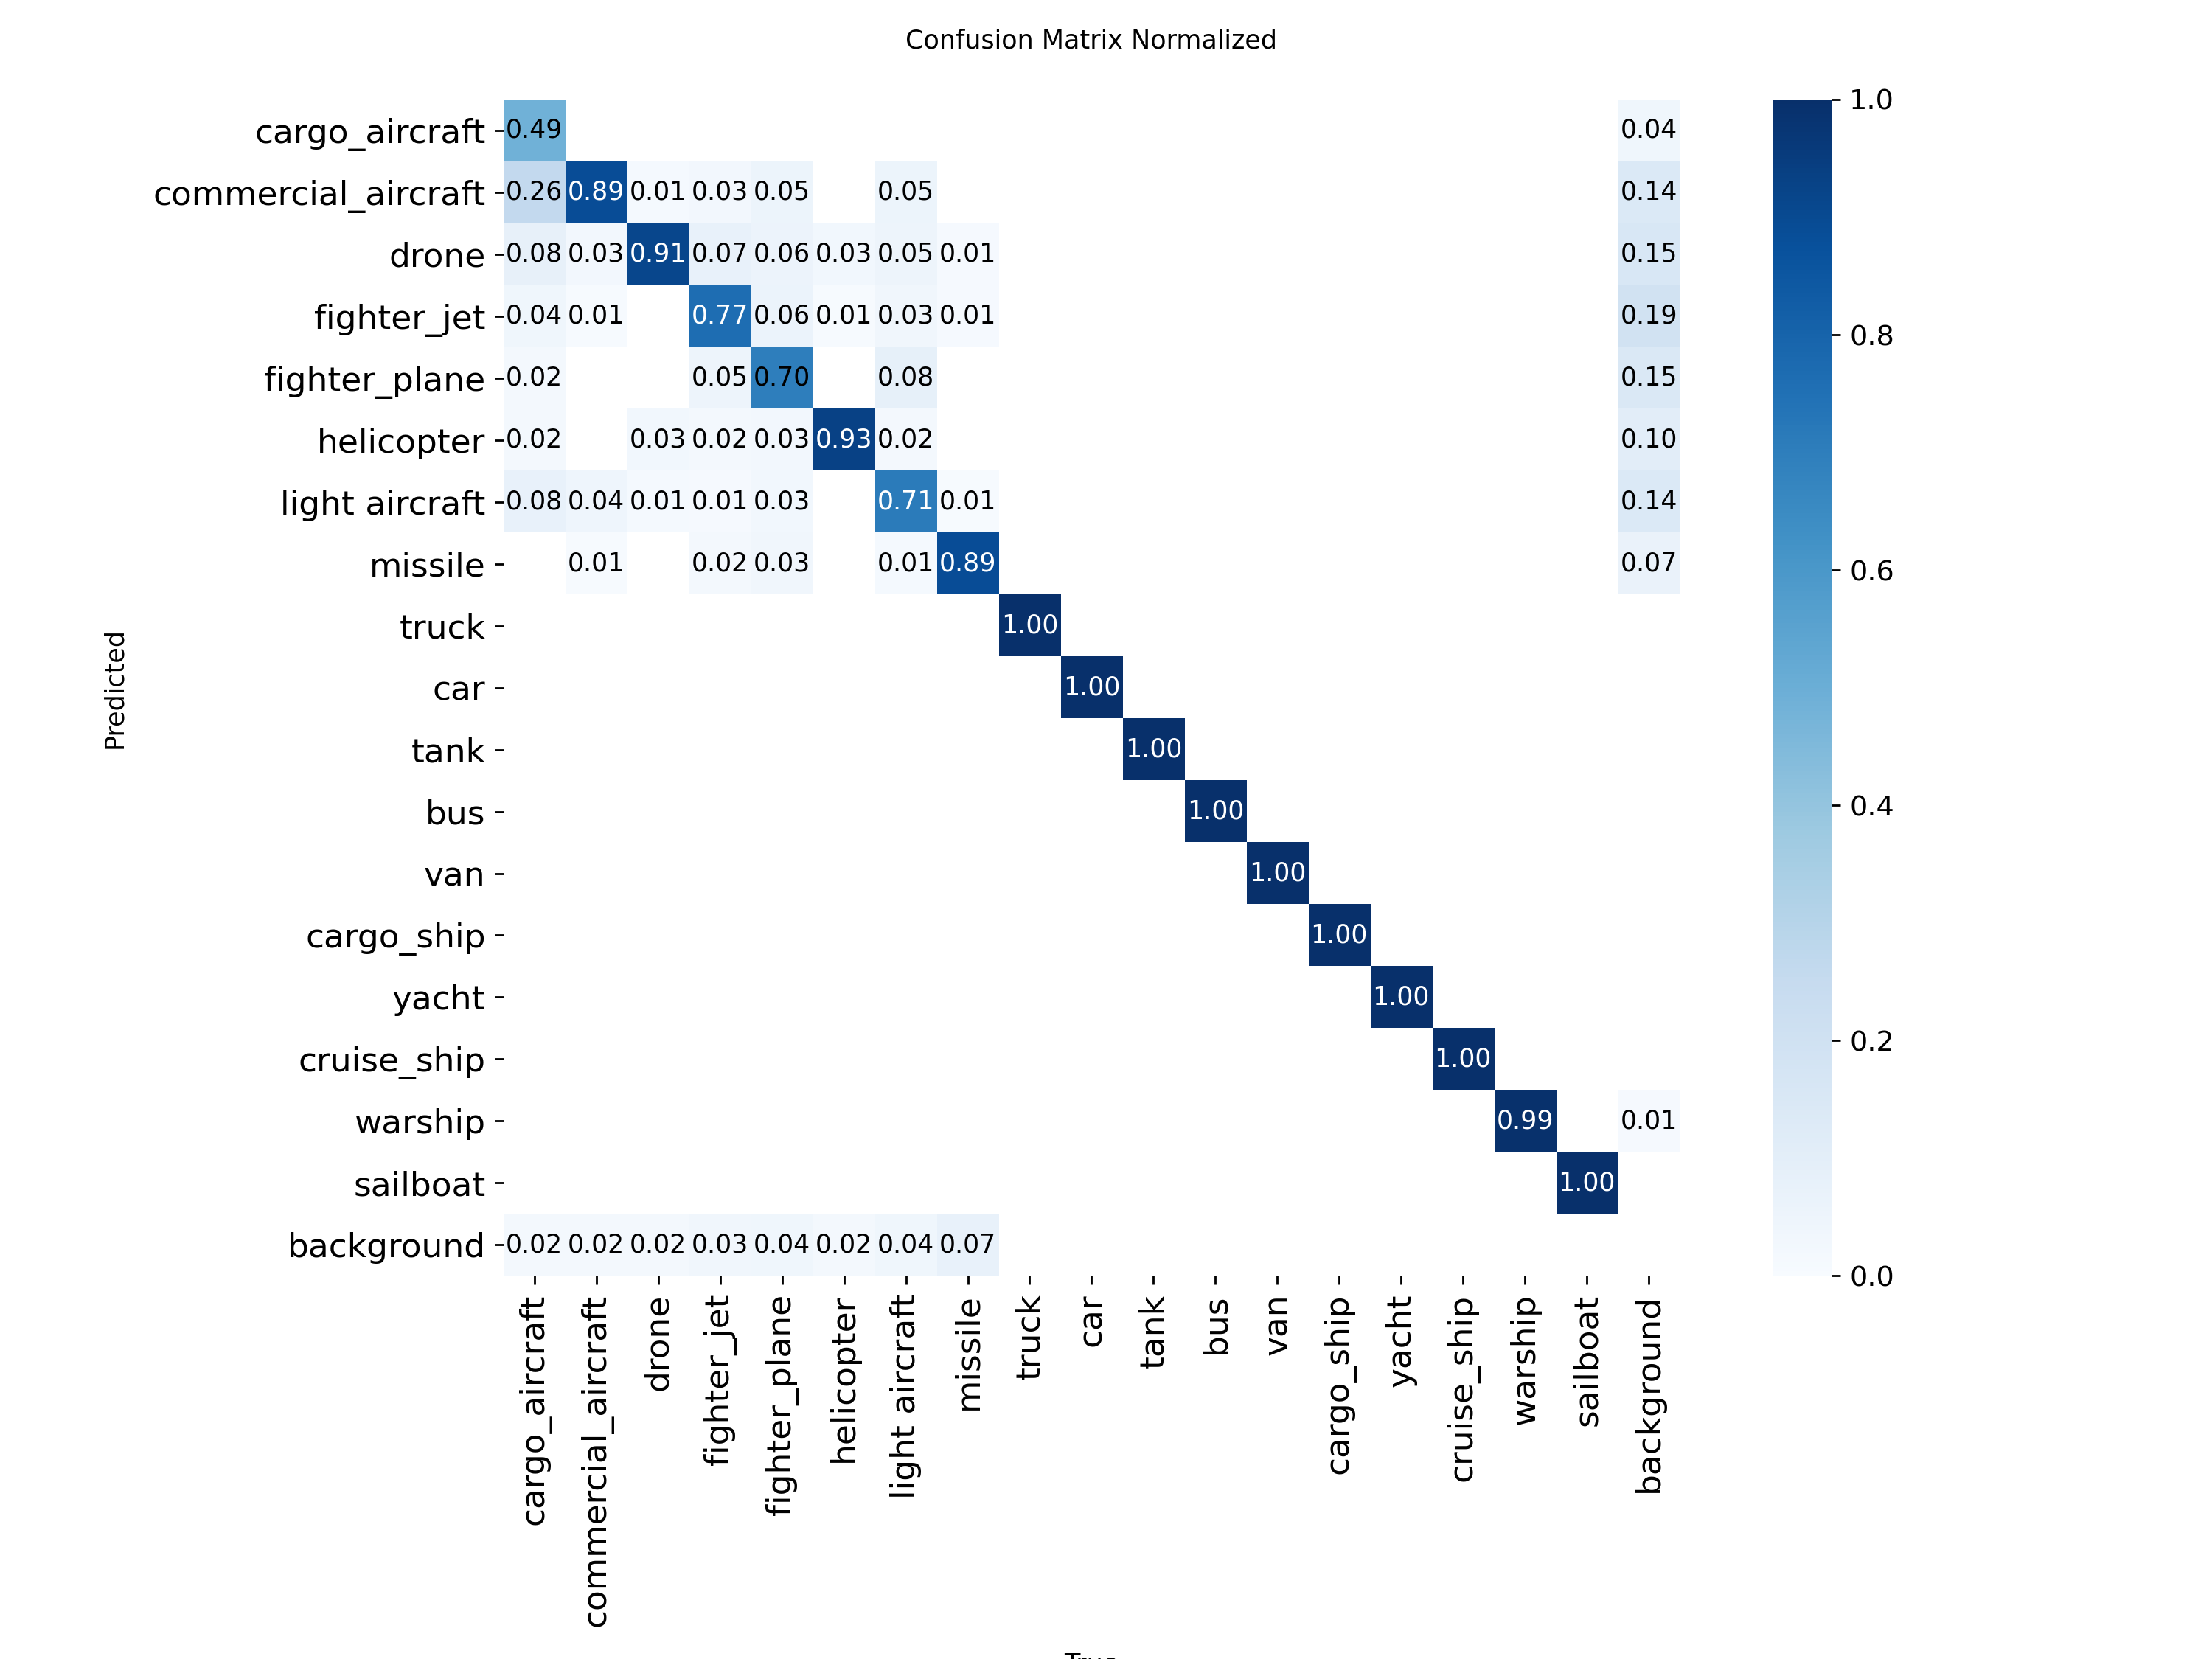 Confusion Matrix Normalized
cargo_aircraft 0.49 0.04 1.0
commercial_aircraft 0.26 0.89 0.01 0.03 0.05 0.05 0.14
drone 0.08 0.03 0.91 0.07 0.06 0.03 0.05 0.01 0.15
fighter_jet 0.04 0.01 0.77 0.06 0.01 0.03 0.01 0.19 0.8
fighter_plane 0.02 0.05 0.70 0.08 0.15
helicopter 0.02 0.03 0.02 0.03 0.93 0.02 0.10
light aircraft 0.08 0.04 0.01 0.01 0.03 0.71 0.01 0.14
missile 0.01 0.02 0.03 0.01 0.89 0.07 0.6
truck 1.00
car 1.00
Predicted
tank 1.00
bus 1.00 0.4
van 1.00
cargo_ship 1.00
yacht 1.00
cruise_ship 1.00 0.2
warship 0.99 0.01
sailboat 1.00
background 0.02 0.02 0.02 0.03 0.04 0.02 0.04 0.07 0.0
cargo_aircraft
commercial_aircraft
drone
fighter_jet
fighter_plane
helicopter
light aircraft
missile
truck
car
tank
bus
van
cargo_ship
yacht
cruise_ship
warship
sailboat
background
True